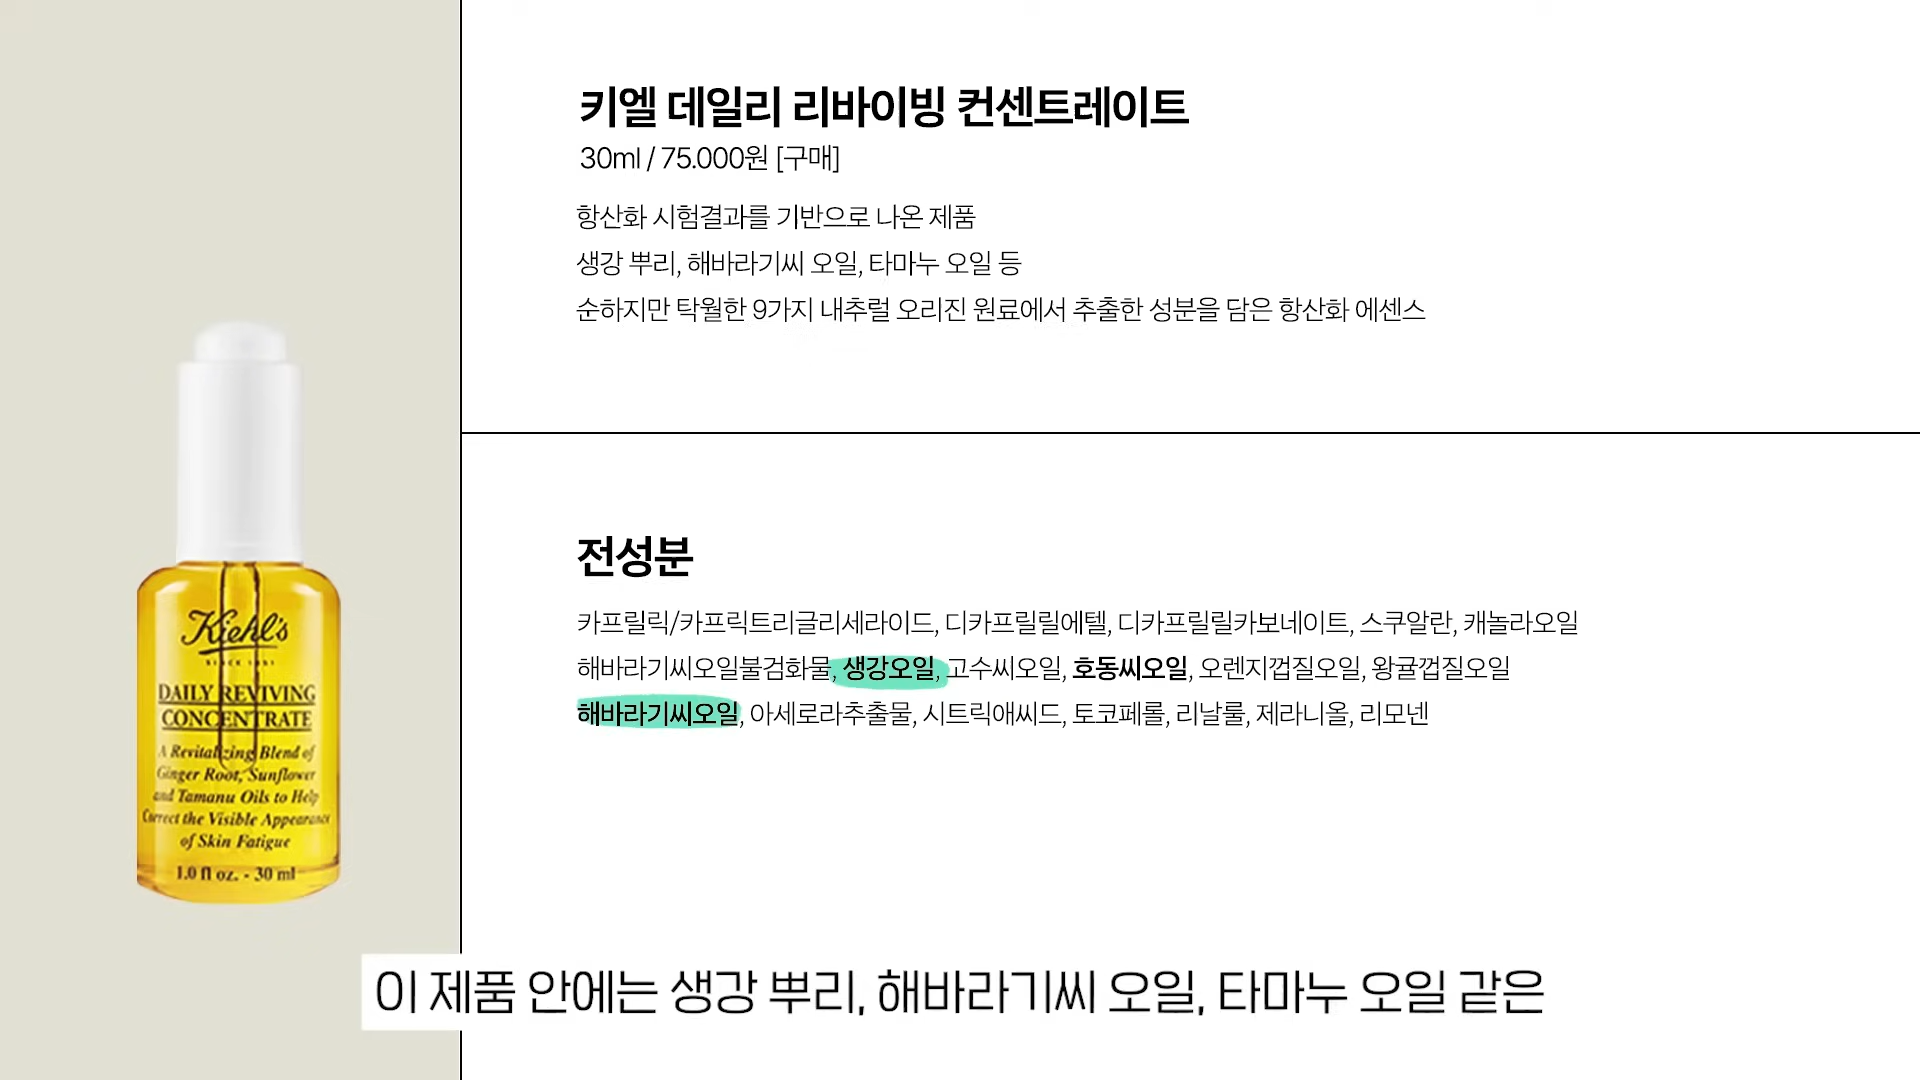 키엘 데일리 리바이빙 컨센트레이트
30ml / 75.000원 [구매]
항산화 시험결과를 기반으로 나온 제품
생강 뿌리, 해바라기씨 오일, 타마누 오일 등
순하지만 탁월한 9가지 내추럴 오리진 원료에서 추출한 성분을 담은 항산화 에센스
전성분
카프릴릭/카프릭트리글리세라이드, 디카프릴릴에텔, 디카프릴릴카보네이트, 스쿠알란, 캐놀라오일
해바라기씨오일불검화물, 생강오일, 고수씨오일, 호동씨오일, 오렌지껍질오일, 왕귤껍질오일
해바라기씨오일, 아세로라추출물, 시트릭애씨드, 토코페롤, 리날룰, 제라니올, 리모넨
Kiehl's
SINCE 1851
DAILY REVIVING
CONCENTRATE
A Revitalizing Blend of
Ginger Root, Sunflower
and Tamanu Oils to Help
Correct the Visible Appearance
of Skin Fatigue
1.0 fl oz. - 30 ml
이 제품 안에는 생강 뿌리, 해바라기씨 오일, 타마누 오일 같은